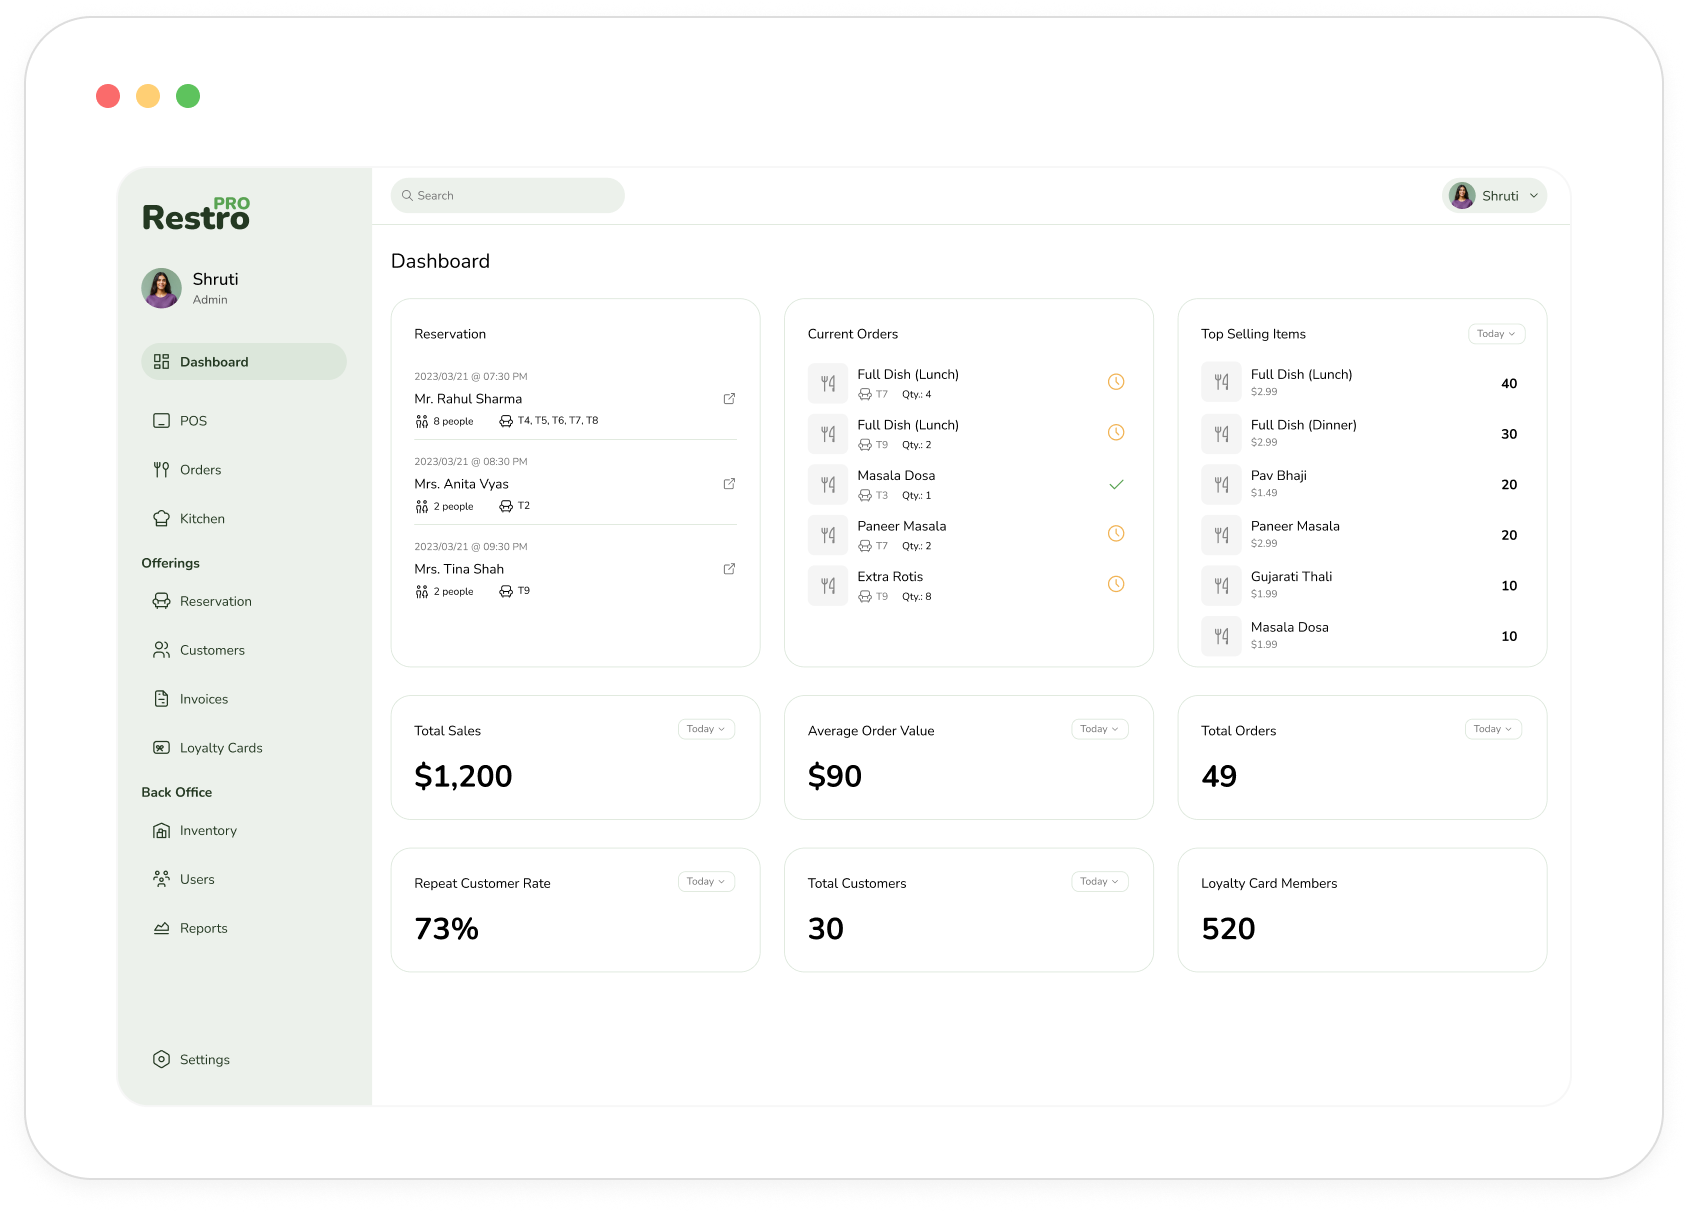 Restro PRO
Shruti
Admin
Dashboard
POS
Orders
Kitchen
Offerings
Reservation
Customers
Invoices
Loyalty Cards
Back Office
Inventory
Users
Reports
Settings
Search
Shruti
Dashboard
Reservation
2023/03/21 @ 07:30 PM
Mr. Rahul Sharma
8 people T4, T5, T6, T7, T8
2023/03/21 @ 08:30 PM
Mrs. Anita Vyas
2 people T2
2023/03/21 @ 09:30 PM
Mrs. Tina Shah
2 people T9
Current Orders
Full Dish (Lunch)
T7 Qty.: 4
Full Dish (Lunch)
T9 Qty.: 2
Masala Dosa
T3 Qty.: 1
Paneer Masala
T7 Qty.: 2
Extra Rotis
T9 Qty.: 8
Top Selling Items Today
Full Dish (Lunch) 40
$2.99
Full Dish (Dinner) 30
$2.99
Pav Bhaji 20
$1.49
Paneer Masala 20
$2.99
Gujarati Thali 10
$1.99
Masala Dosa 10
$1.99
Total Sales Today
$1,200
Average Order Value Today
$90
Total Orders Today
49
Repeat Customer Rate Today
73%
Total Customers Today
30
Loyalty Card Members
520